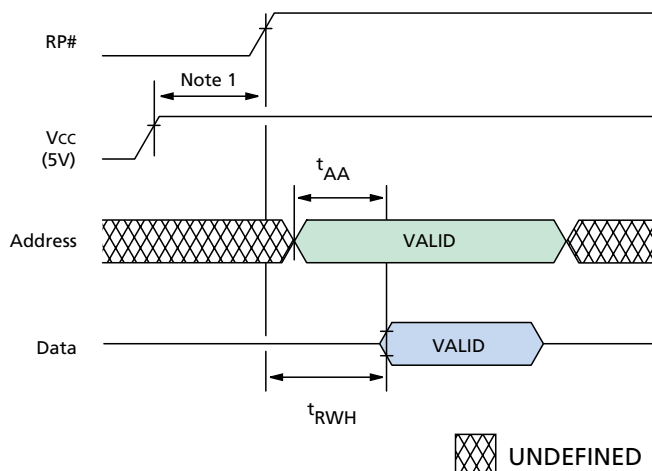 RP#
Note 1
VCC
(5V)
tAA
Address
VALID
Data
VALID
tRWH
UNDEFINED